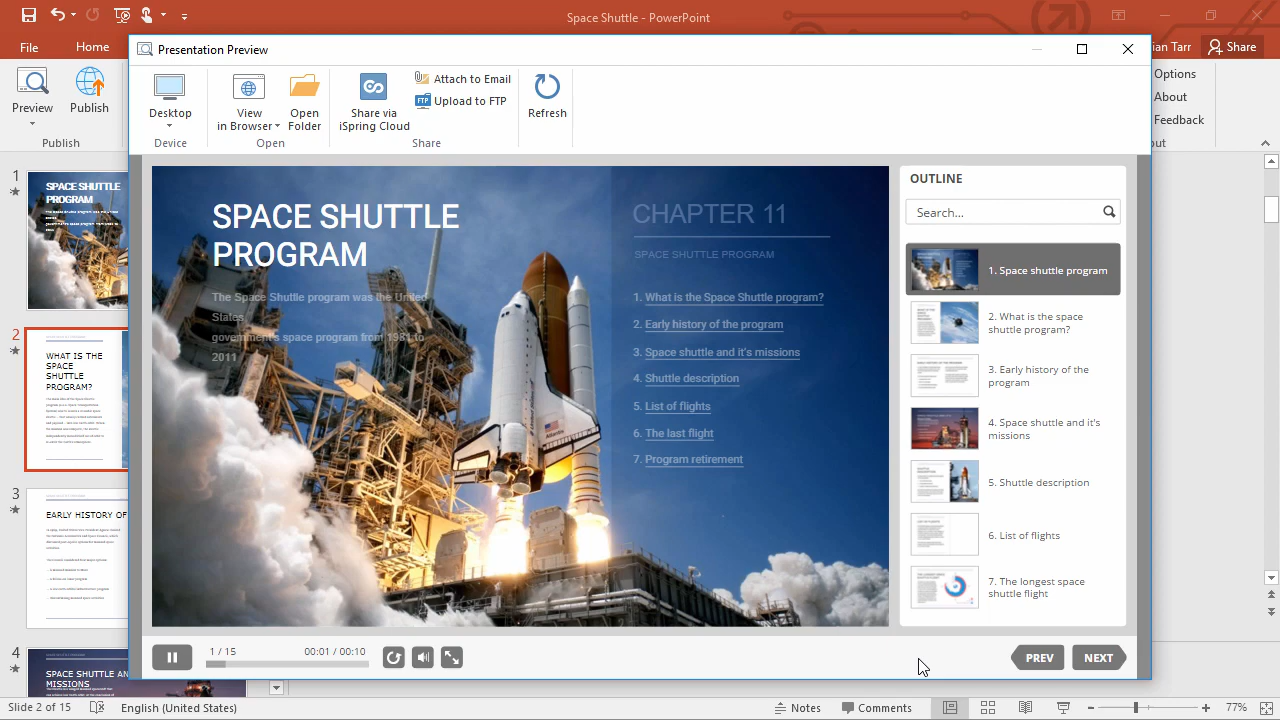 Space Shuttle - PowerPoint
File
Home
ian Tarr
Share
Presentation Preview
Preview
Publish
Publish
Desktop
Device
View
in Browser
Open
Folder
Open
Share via
iSpring Cloud
Attach to Email
FTP
Upload to FTP
Share
Refresh
Options
About
Feedback
out
1
SPACE SHUTTLE
PROGRAM
2
WHAT IS THE
SPACE
SHUTTLE
PROGRAM?
3
EARLY HISTORY OF
4
SPACE SHUTTLE AN
MISSIONS
SPACE SHUTTLE
PROGRAM
The Space Shuttle program was the United
States
government's space program from 1981 to
2011
CHAPTER 11
SPACE SHUTTLE PROGRAM
1. What is the Space Shuttle program?
2. Early history of the program
3. Space shuttle and it's missions
4. Shuttle description
5. List of flights
6. The last flight
7. Program retirement
OUTLINE
Search...
1. Space shuttle program
2. What is the space
shuttle program?
3. Early history of the
program
4. Space shuttle and its
missions
5. Shuttle description
6. List of flights
7. The longest space
shuttle flight
1 / 15
00:01 / 00:10
PREV
NEXT
Slide 2 of 15
English (United States)
Notes
Comments
77%